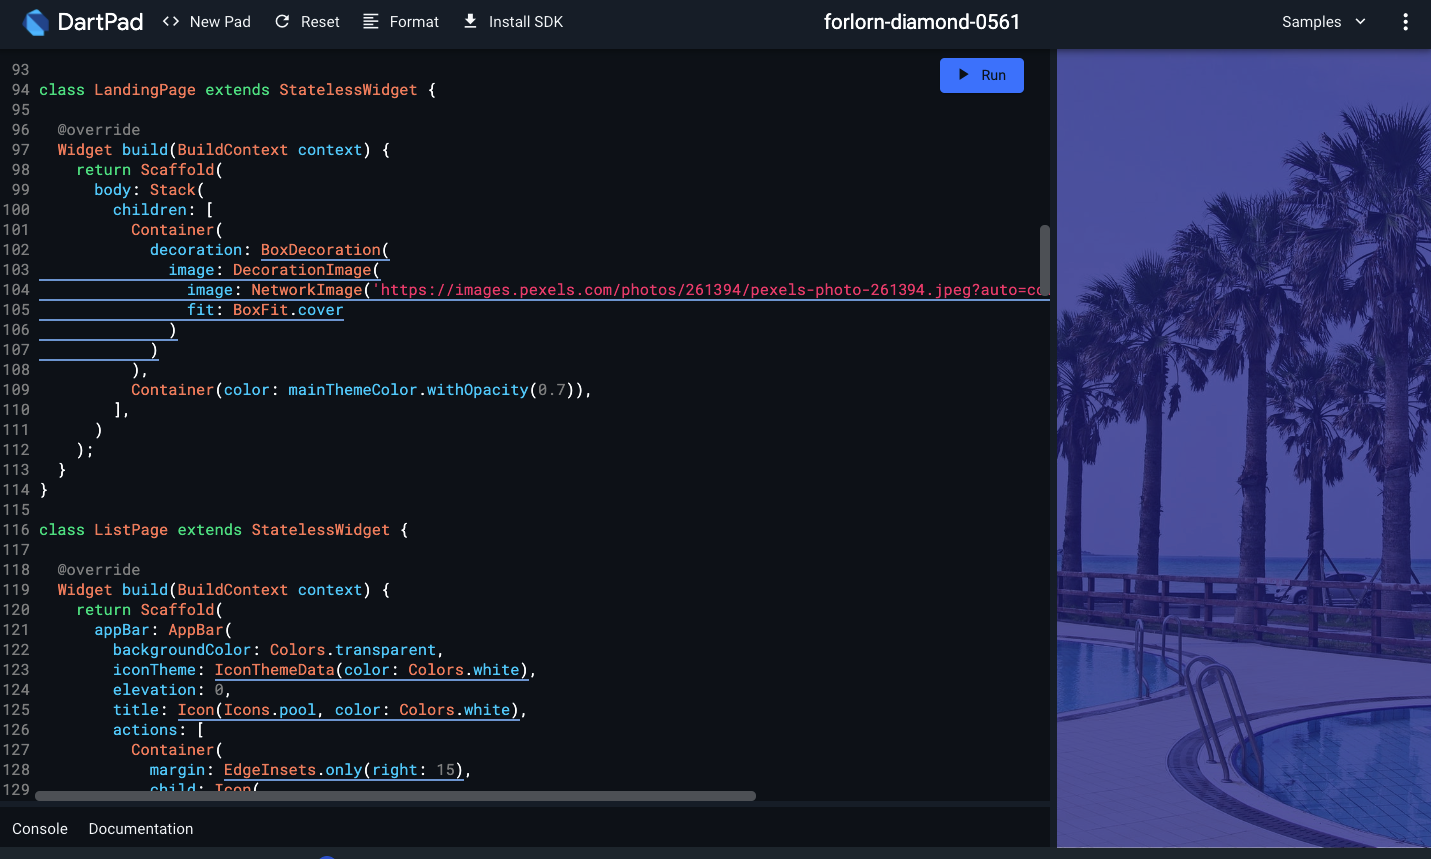 DartPad
<> New Pad
Reset
Format
Install SDK
forlorn-diamond-0561
Samples
Run
93
94 class LandingPage extends StatelessWidget {
95
96   @override
97   Widget build(BuildContext context) {
98     return Scaffold(
99       body: Stack(
100         children: [
101           Container(
102             decoration: BoxDecoration(
103               image: DecorationImage(
104                 image: NetworkImage('https://images.pexels.com/photos/261394/pexels-photo-261394.jpeg?auto=co
105                 fit: BoxFit.cover
106               )
107             )
108           ),
109           Container(color: mainThemeColor.withOpacity(0.7)),
110         ],
111       )
112     );
113   }
114 }
115
116 class ListPage extends StatelessWidget {
117
118   @override
119   Widget build(BuildContext context) {
120     return Scaffold(
121       appBar: AppBar(
122         backgroundColor: Colors.transparent,
123         iconTheme: IconThemeData(color: Colors.white),
124         elevation: 0,
125         title: Icon(Icons.pool, color: Colors.white),
126         actions: [
127           Container(
128             margin: EdgeInsets.only(right: 15),
129             child: Icon(
Console
Documentation